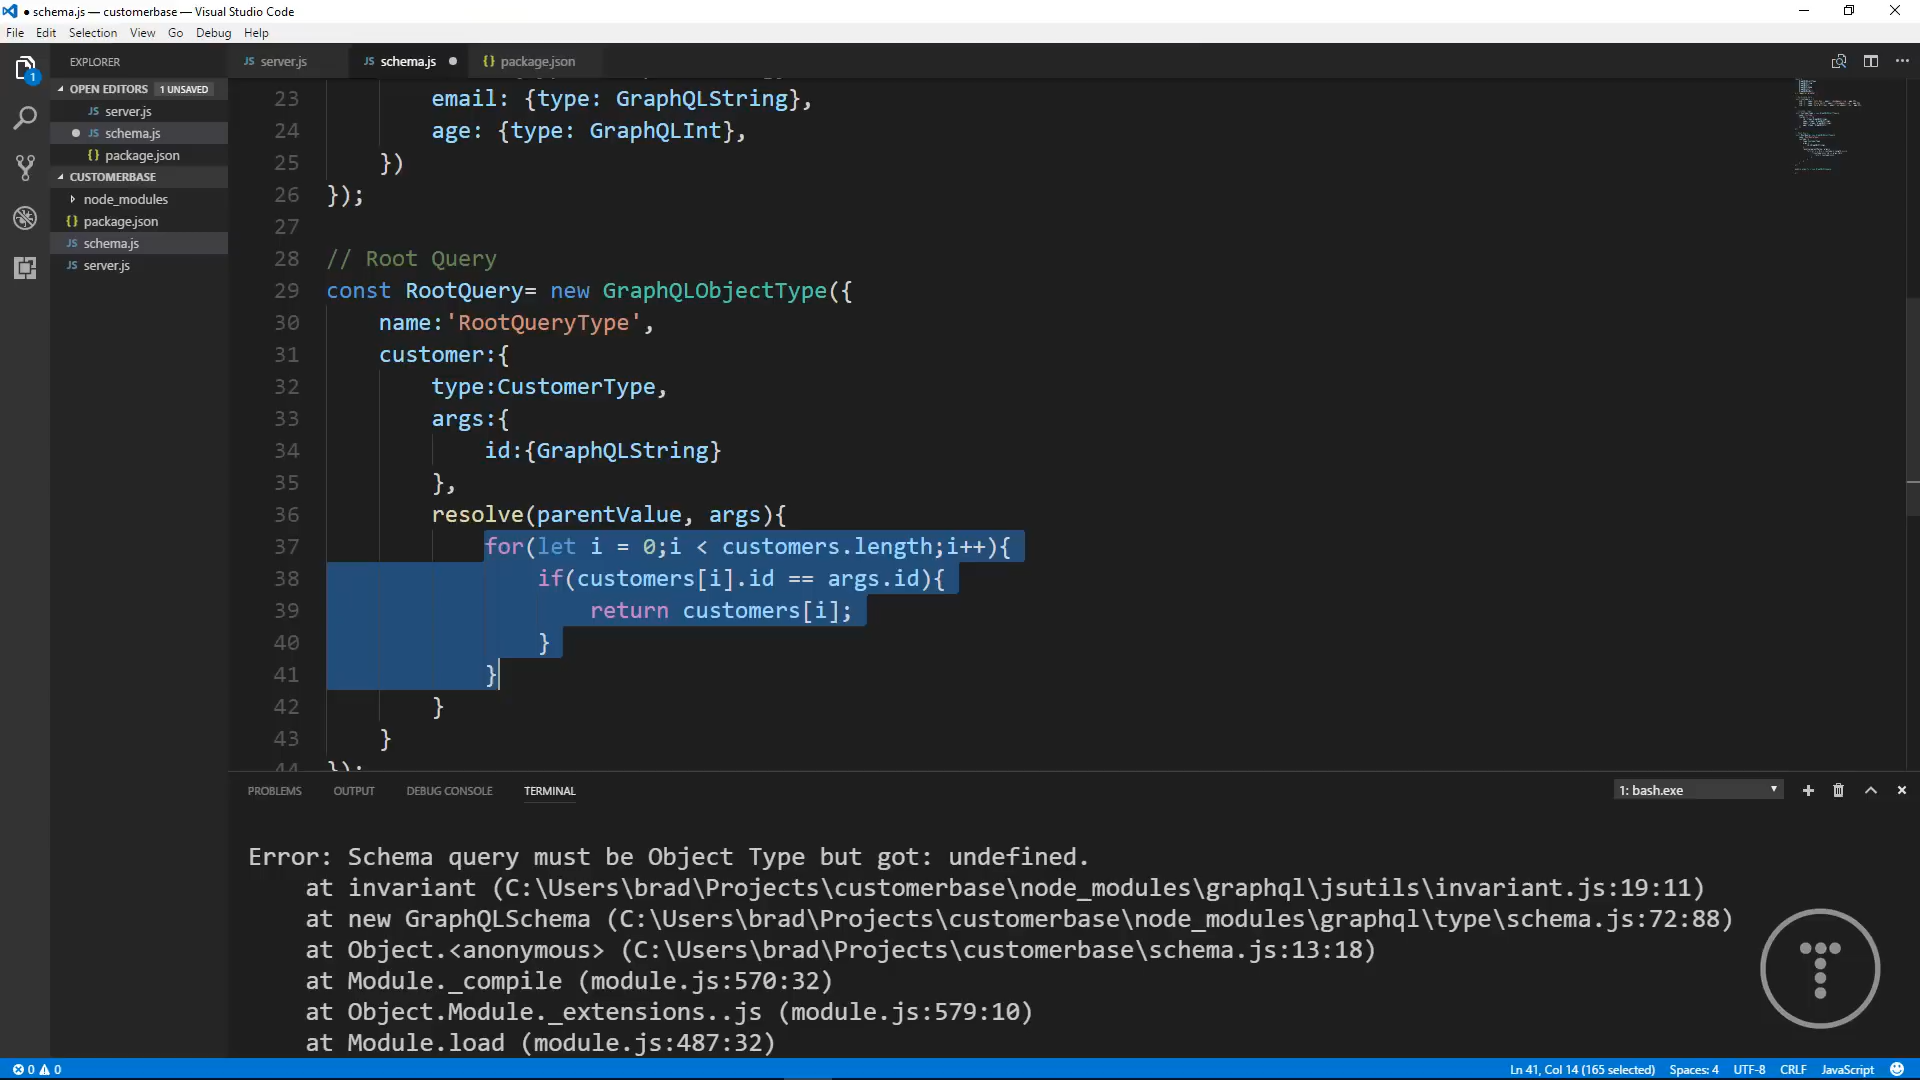 schema.js — customerbase — Visual Studio Code
File Edit Selection View Go Debug Help
EXPLORER
OPEN EDITORS 1 UNSAVED
server.js
schema.js
package.json
CUSTOMERBASE
node_modules
package.json
schema.js
server.js
1
JS server.js
JS schema.js
{} package.json
23 email: {type: GraphQLString},
24 age: {type: GraphQLInt},
25 })
26 });
27
28 // Root Query
29 const RootQuery= new GraphQLObjectType({
30 name:'RootQueryType',
31 customer:{
32 type:CustomerType,
33 args:{
34 id:{GraphQLString}
35 },
36 resolve(parentValue, args){
37 for(let i = 0;i < customers.length;i++){
38 if(customers[i].id == args.id){
39 return customers[i];
40 }
41 }
42 }
43 }
44 });
PROBLEMS OUTPUT DEBUG CONSOLE TERMINAL 1: bash.exe
Error: Schema query must be Object Type but got: undefined.
at invariant (C:\Users\brad\Projects\customerbase\node_modules\graphql\jsutils\invariant.js:19:11)
at new GraphQLSchema (C:\Users\brad\Projects\customerbase\node_modules\graphql\type\schema.js:72:88)
at Object.<anonymous> (C:\Users\brad\Projects\customerbase\schema.js:13:18)
at Module._compile (module.js:570:32)
at Object.Module._extensions..js (module.js:579:10)
at Module.load (module.js:487:32)
0 0 Ln 41, Col 14 (165 selected) Spaces: 4 UTF-8 CRLF JavaScript